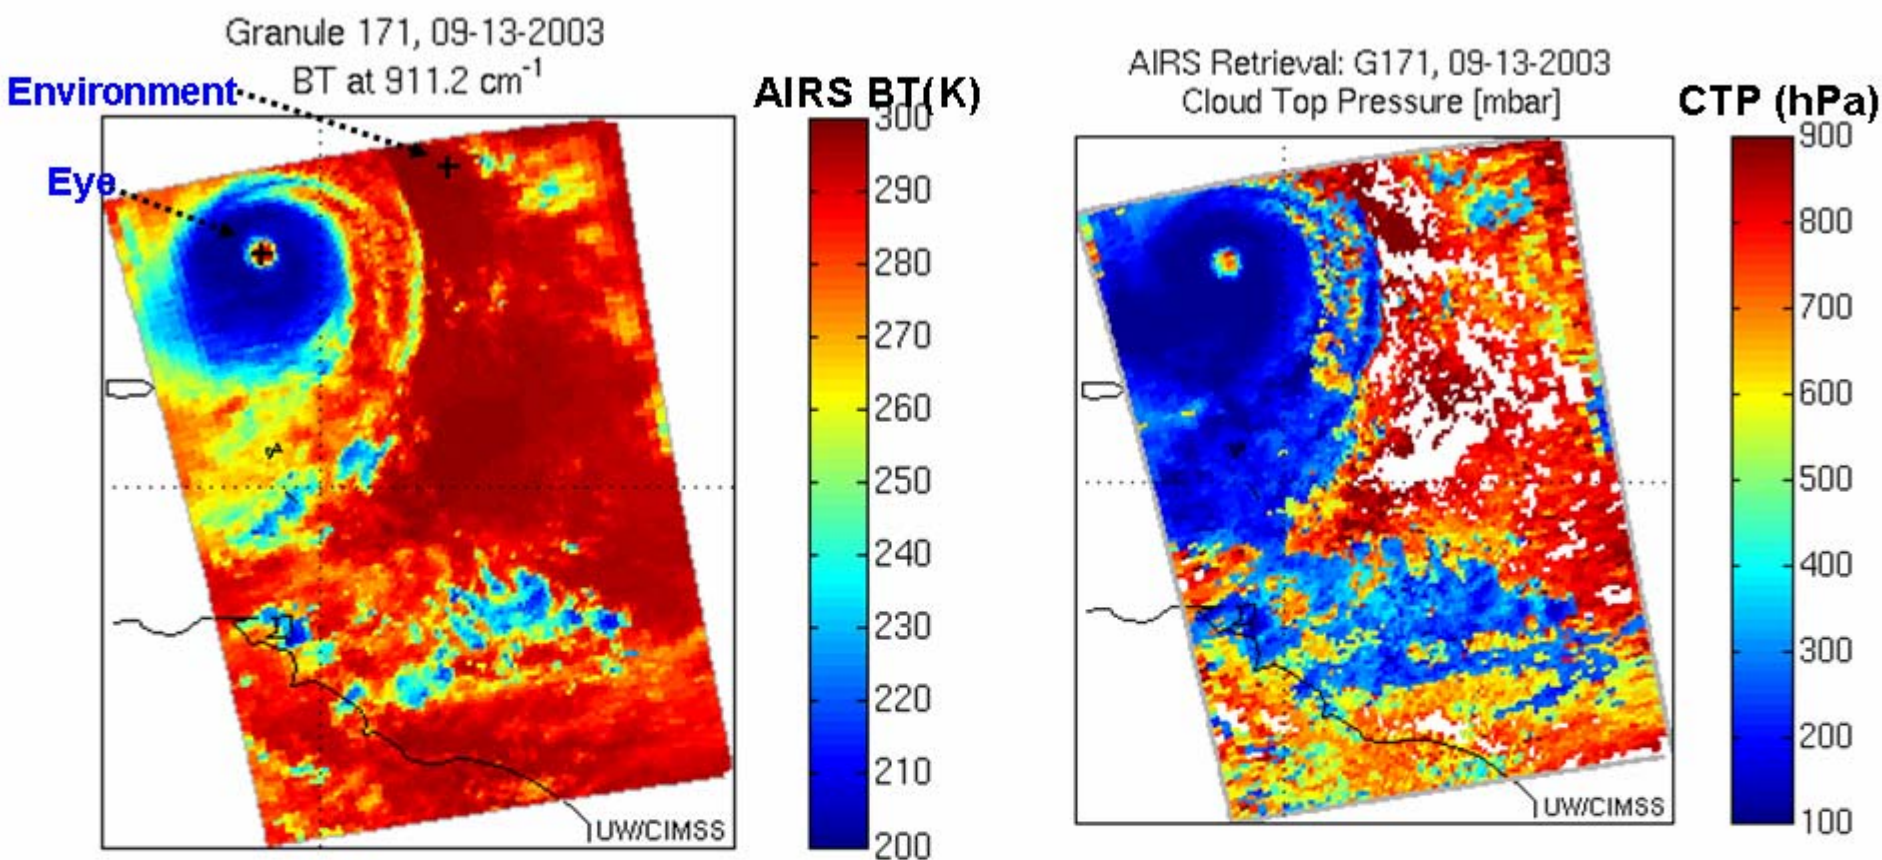 Granule 171, 09-13-2003
BT at 911.2 cm-1
Environment
Eye
AIRS BT(K)
300
290
280
270
260
250
240
230
220
210
200
UW/CIMSS
AIRS Retrieval: G171, 09-13-2003
Cloud Top Pressure [mbar]
CTP (hPa)
900
800
700
600
500
400
300
200
100
UW/CIMSS